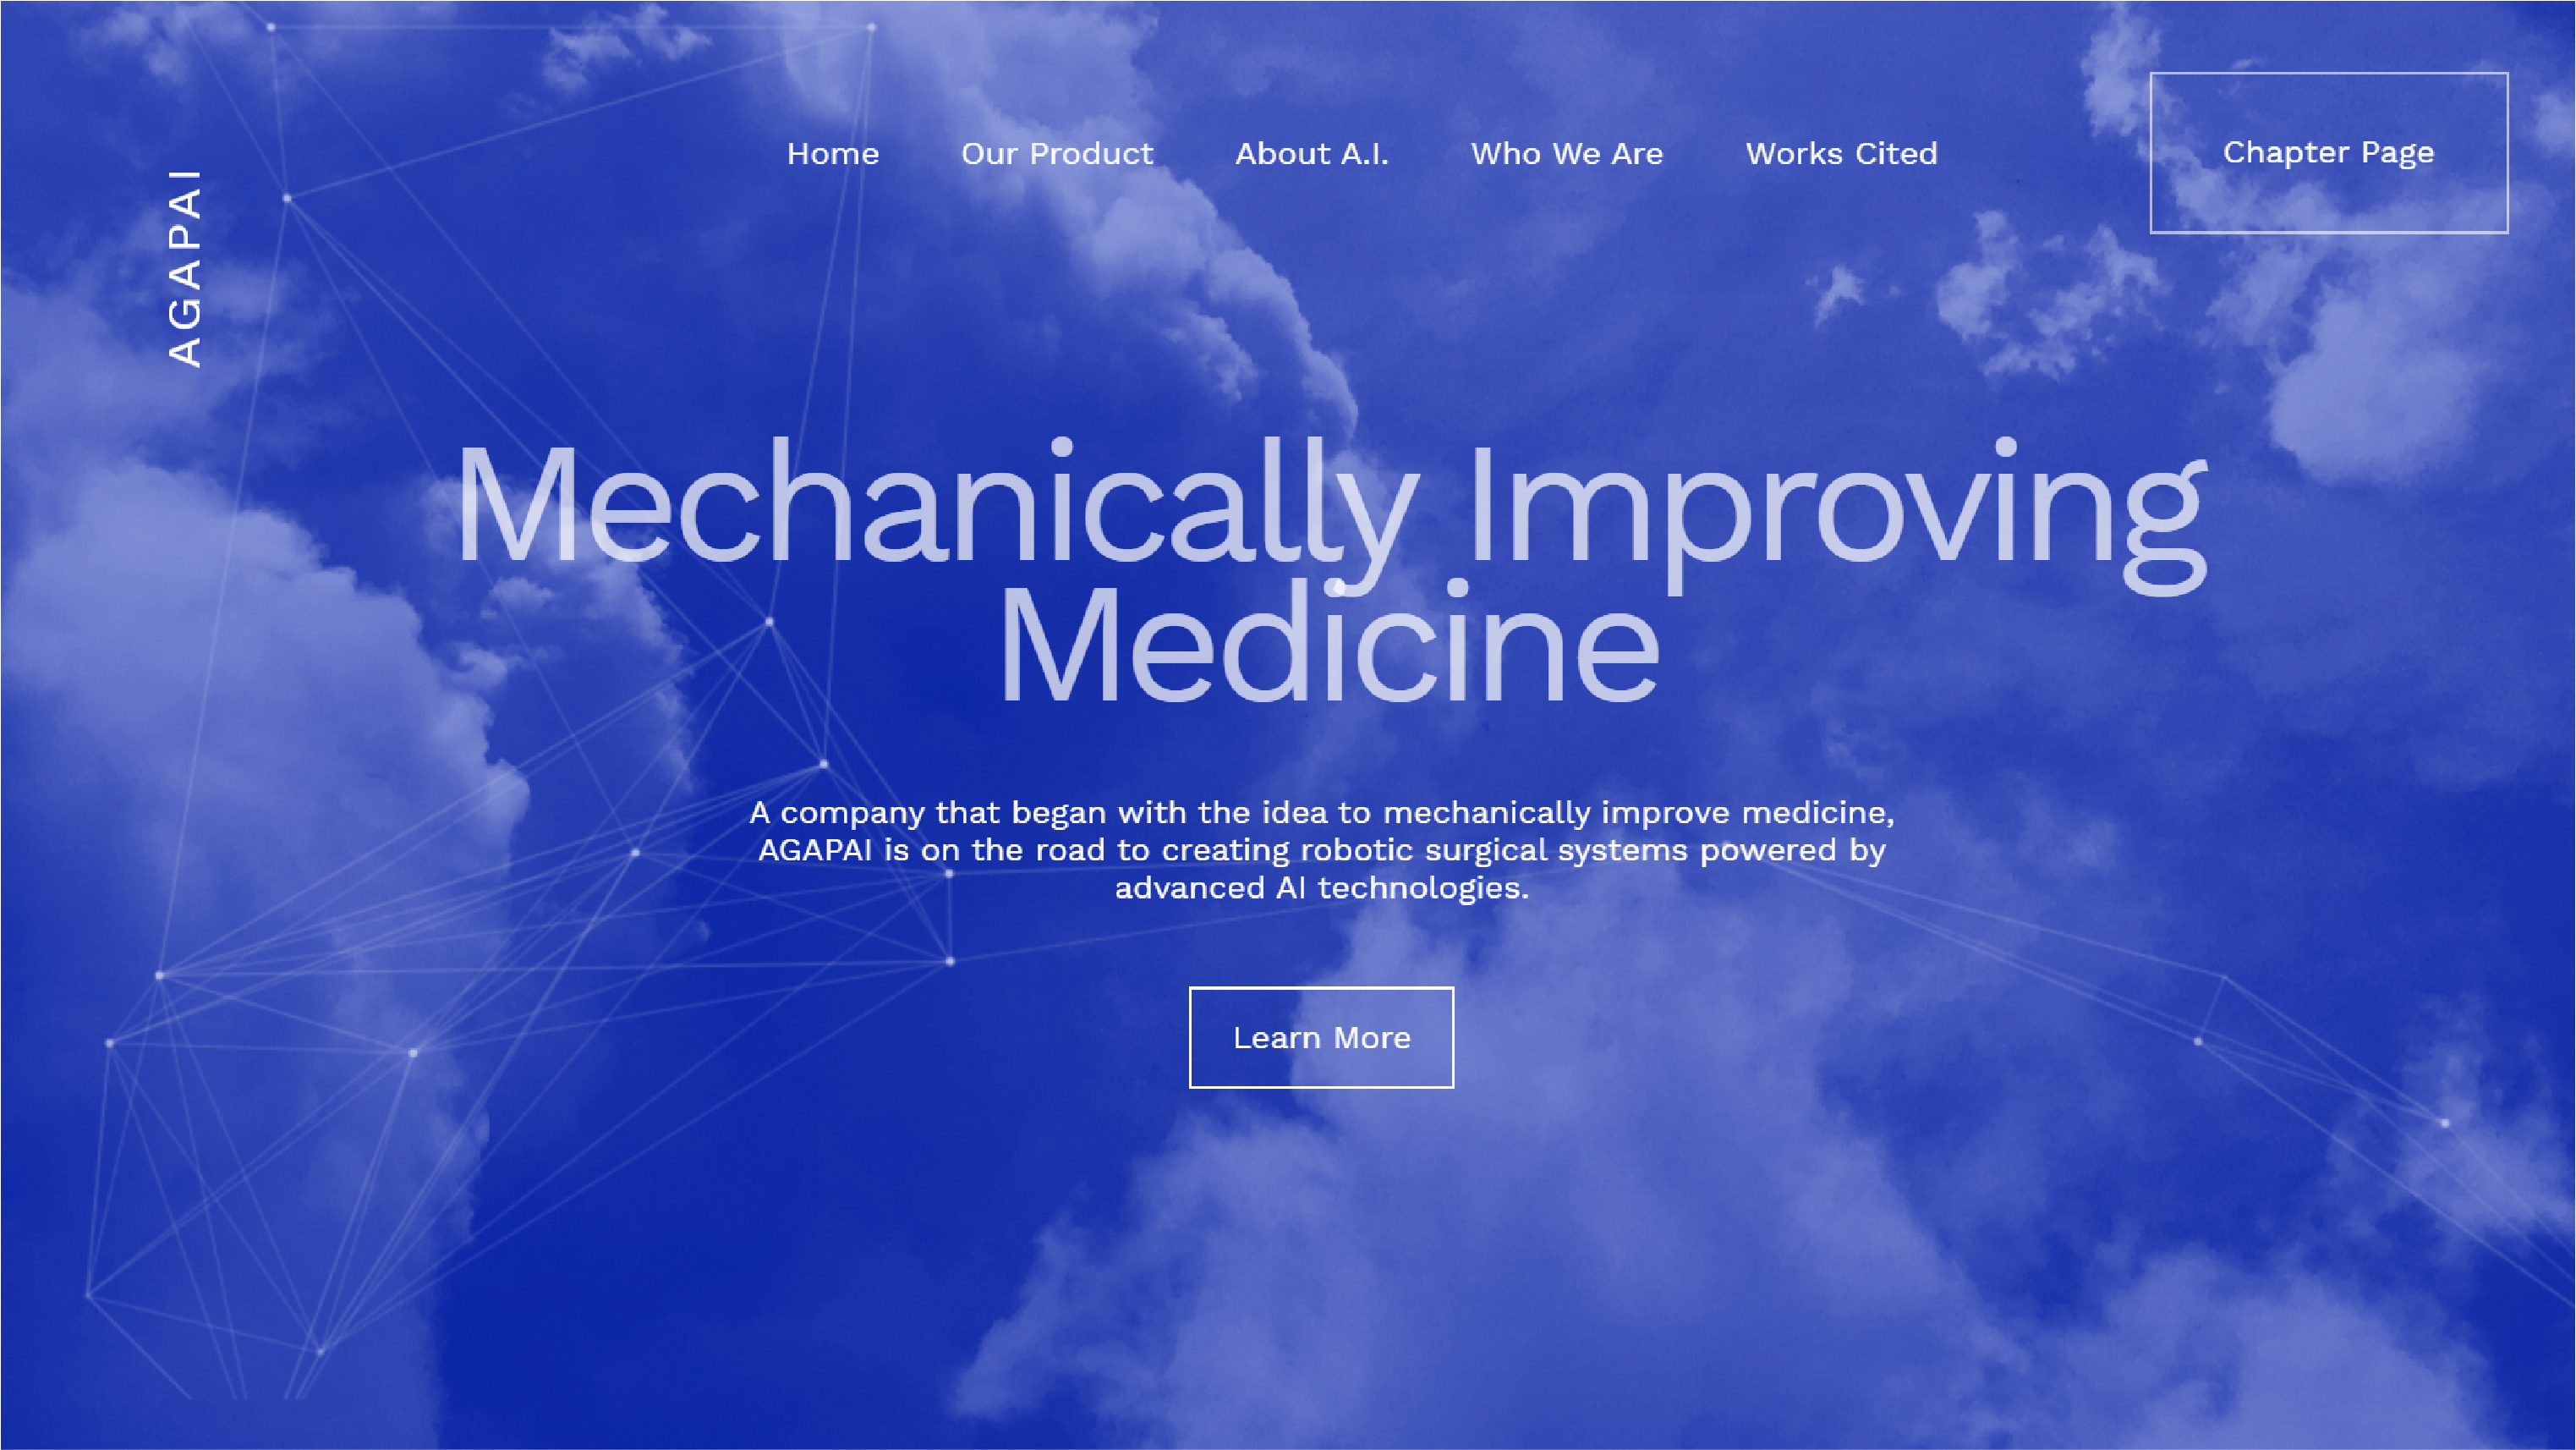 AGAPAI
Home
Our Product
About A.I.
Who We Are
Works Cited
Chapter Page
Mechanically Improving
Medicine
A company that began with the idea to mechanically improve medicine,
AGAPAI is on the road to creating robotic surgical systems powered by
advanced AI technologies.
Learn More